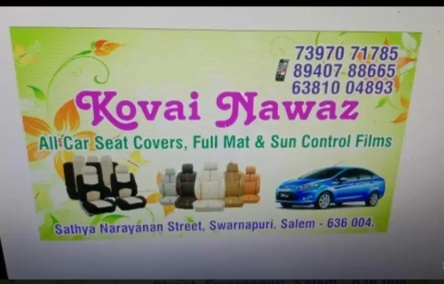 73970 71785
89407 88665
63810 04893
Kovai Nawaz
All Car Seat Covers, Full Mat & Sun Control Films
Sathya Narayanan Street, Swarnapuri, Salem - 636 004.